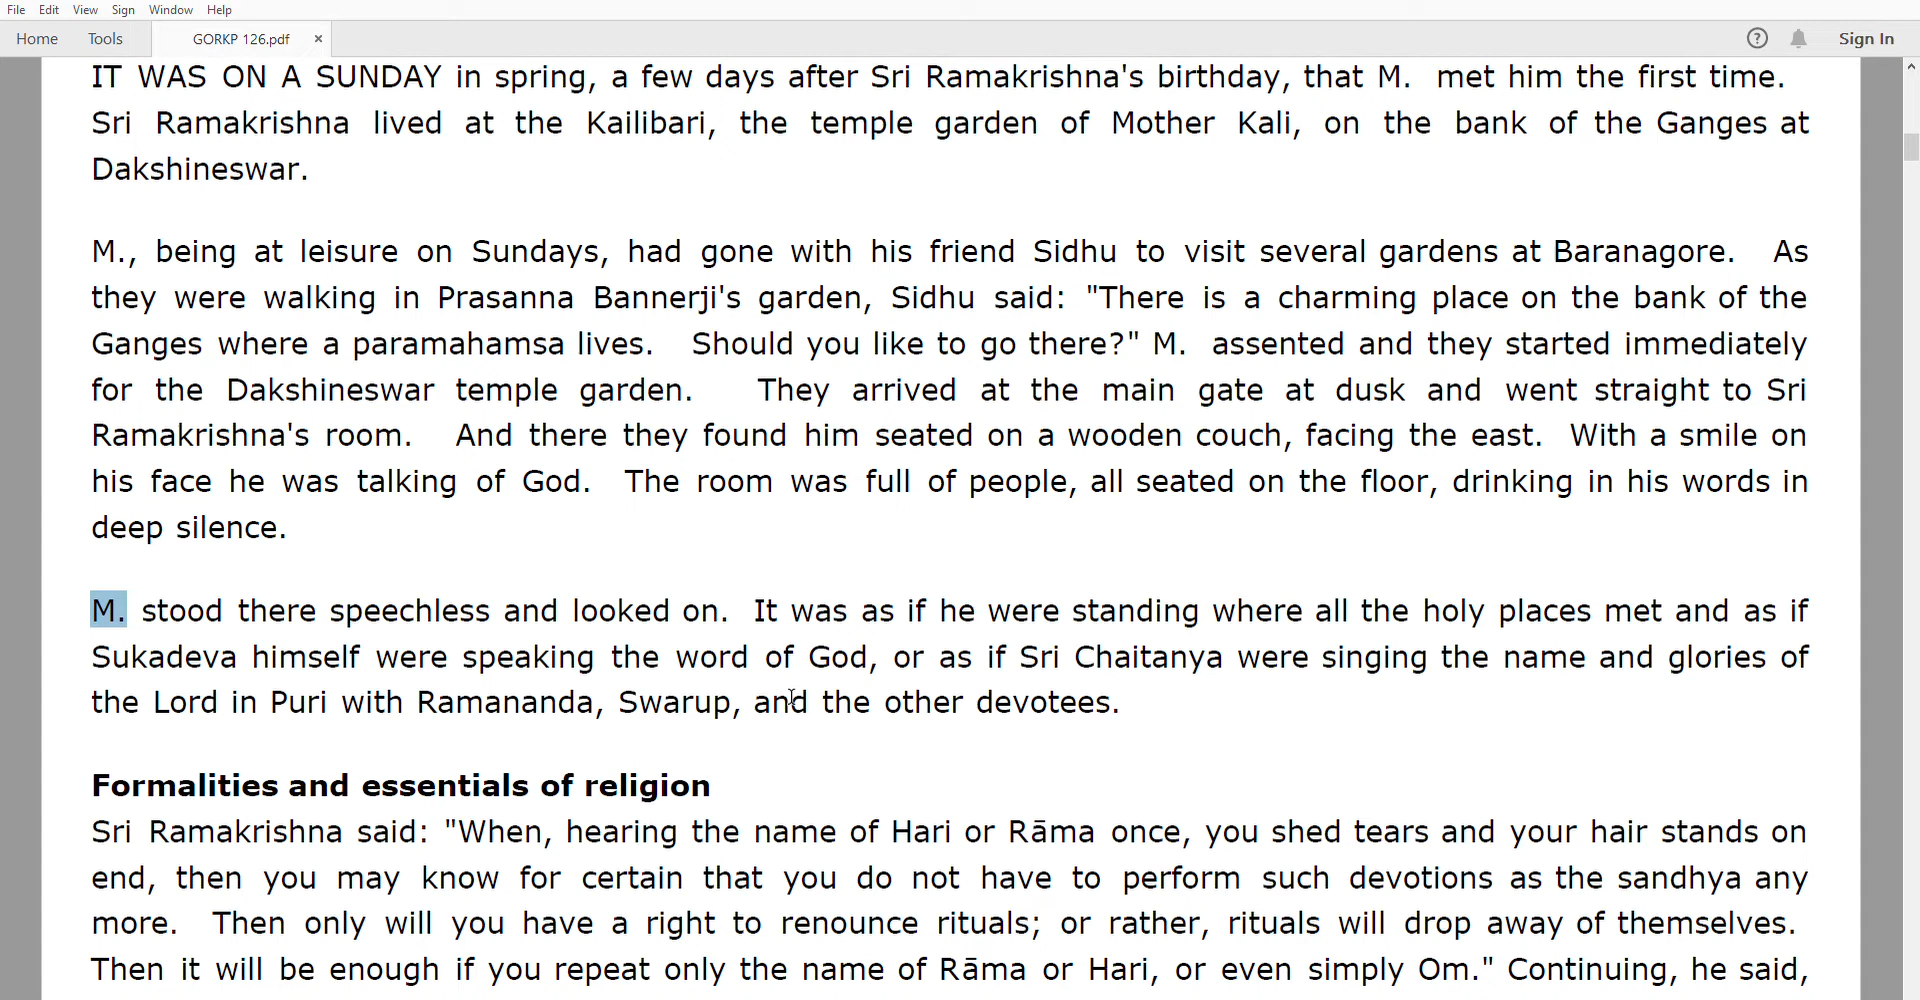 File Edit View Sign Window Help
Home Tools GORKP 126.pdf × ? Sign In
IT WAS ON A SUNDAY in spring, a few days after Sri Ramakrishna's birthday, that M. met him the first time.
Sri Ramakrishna lived at the Kailibari, the temple garden of Mother Kali, on the bank of the Ganges at
Dakshineswar.
M., being at leisure on Sundays, had gone with his friend Sidhu to visit several gardens at Baranagore. As
they were walking in Prasanna Bannerji's garden, Sidhu said: "There is a charming place on the bank of the
Ganges where a paramahamsa lives. Should you like to go there?" M. assented and they started immediately
for the Dakshineswar temple garden. They arrived at the main gate at dusk and went straight to Sri
Ramakrishna's room. And there they found him seated on a wooden couch, facing the east. With a smile on
his face he was talking of God. The room was full of people, all seated on the floor, drinking in his words in
deep silence.
M. stood there speechless and looked on. It was as if he were standing where all the holy places met and as if
Sukadeva himself were speaking the word of God, or as if Sri Chaitanya were singing the name and glories of
the Lord in Puri with Ramananda, Swarup, and the other devotees.
Formalities and essentials of religion
Sri Ramakrishna said: "When, hearing the name of Hari or Rāma once, you shed tears and your hair stands on
end, then you may know for certain that you do not have to perform such devotions as the sandhya any
more. Then only will you have a right to renounce rituals; or rather, rituals will drop away of themselves.
Then it will be enough if you repeat only the name of Rāma or Hari, or even simply Om." Continuing, he said,